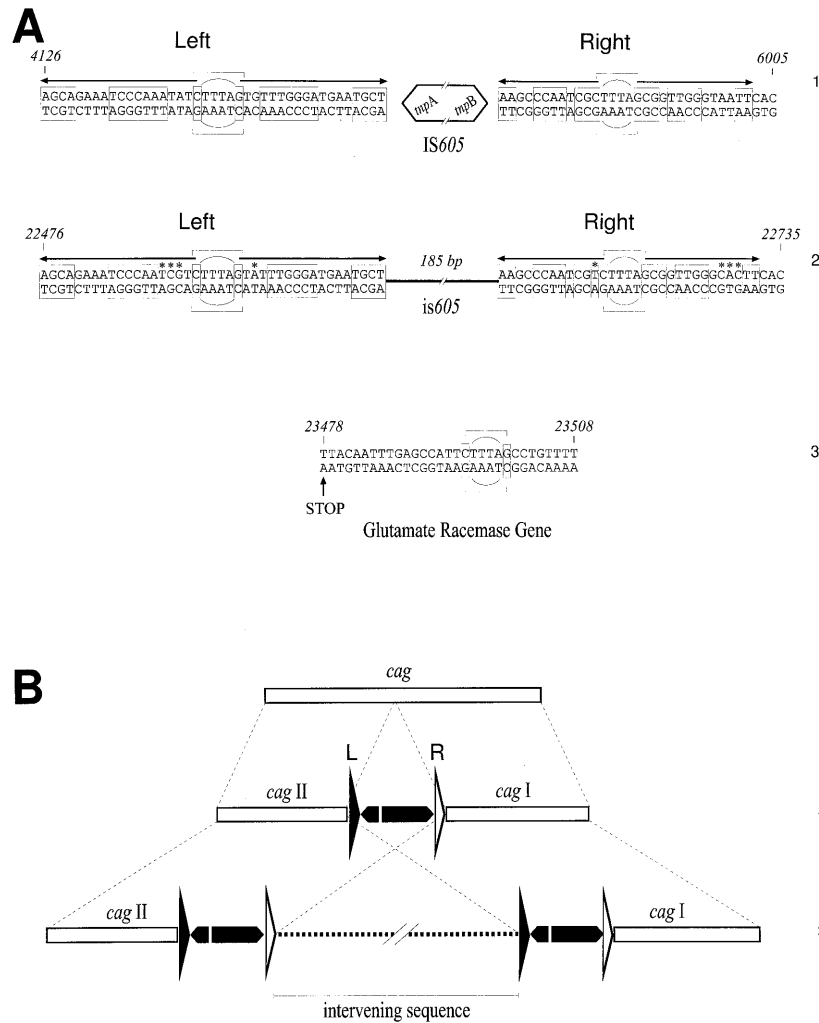 A
Left
Right
4126
6005
1
AGCAGAAATCCCAAATATCTTTAGTGTTTGGGATGAATGCT
TCGTCTTTAGGGTTTATAGAAATCACAAACCCTACTTACGA
tnpA
tnpB
AAGCCCAATCGCTTTAGCGGTTGGGTAATTCAC
TTCGGGTTAGCGAAATCGCCAACCCATTAAGTG
IS605
Left
Right
22476
22735
2
***
*
185 bp
*
***
AGCAGAAATCCCAATCGTCTTTAGTATTTGGGATGAATGCT
TCGTCTTTAGGGTTAGCAGAAATCATAAACCCTACTTACGA
AAGCCCAATCGTCTTTAGCGGTTGGGCACTTCAC
TTCGGGTTAGCAGAAATCGCCAACCCGTGAAGTG
is605
23478
23508
3
TTACAATTTGAGCCATTCTTTAGCCTGTTTT
AATGTTAAACTCGGTAAGAAATCGGACAAAA
STOP
Glutamate Racemase Gene
B
cag
L
R
cag II
cag I
cag II
cag I
intervening sequence